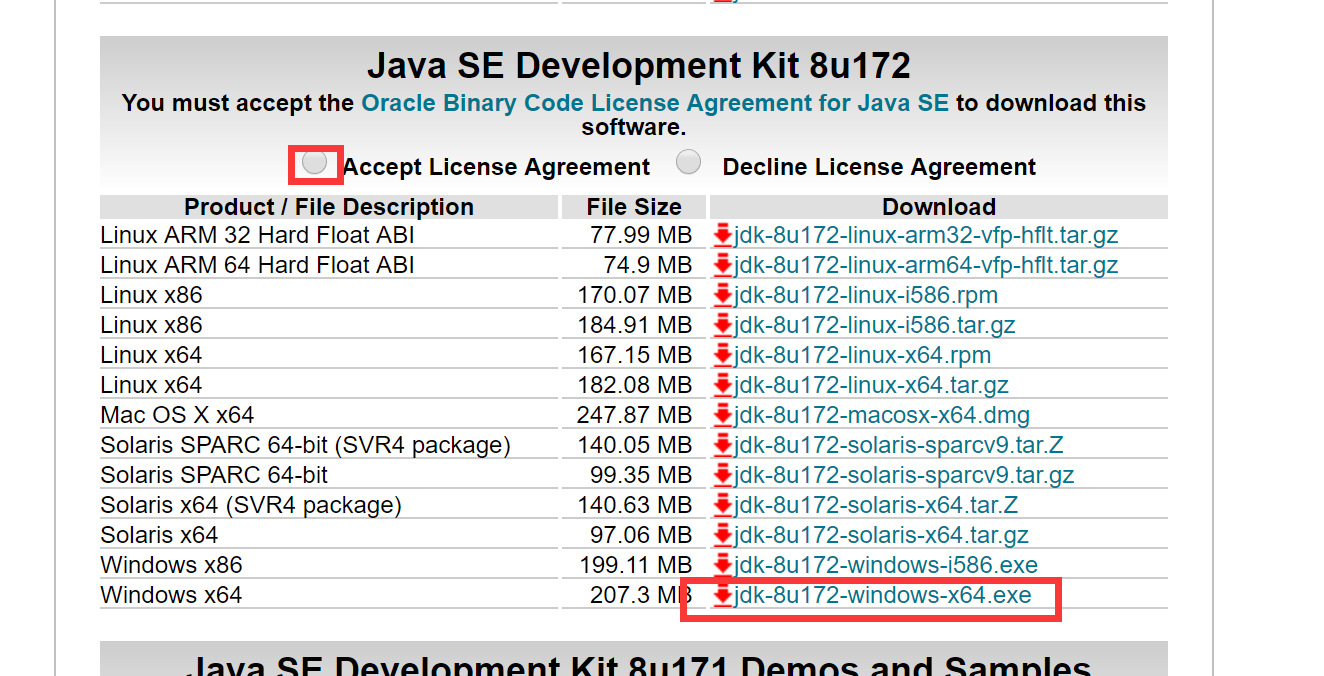 Java SE Development Kit 8u172
You must accept the Oracle Binary Code License Agreement for Java SE to download this
software.
Accept License Agreement Decline License Agreement
Product / File Description File Size Download
Linux ARM 32 Hard Float ABI 77.99 MB jdk-8u172-linux-arm32-vfp-hflt.tar.gz
Linux ARM 64 Hard Float ABI 74.9 MB jdk-8u172-linux-arm64-vfp-hflt.tar.gz
Linux x86 170.07 MB jdk-8u172-linux-i586.rpm
Linux x86 184.91 MB jdk-8u172-linux-i586.tar.gz
Linux x64 167.15 MB jdk-8u172-linux-x64.rpm
Linux x64 182.08 MB jdk-8u172-linux-x64.tar.gz
Mac OS X x64 247.87 MB jdk-8u172-macosx-x64.dmg
Solaris SPARC 64-bit (SVR4 package) 140.05 MB jdk-8u172-solaris-sparcv9.tar.Z
Solaris SPARC 64-bit 99.35 MB jdk-8u172-solaris-sparcv9.tar.gz
Solaris x64 (SVR4 package) 140.63 MB jdk-8u172-solaris-x64.tar.Z
Solaris x64 97.06 MB jdk-8u172-solaris-x64.tar.gz
Windows x86 199.11 MB jdk-8u172-windows-i586.exe
Windows x64 207.3 MB jdk-8u172-windows-x64.exe
Java SE Development Kit 8u171 Demos and Samples